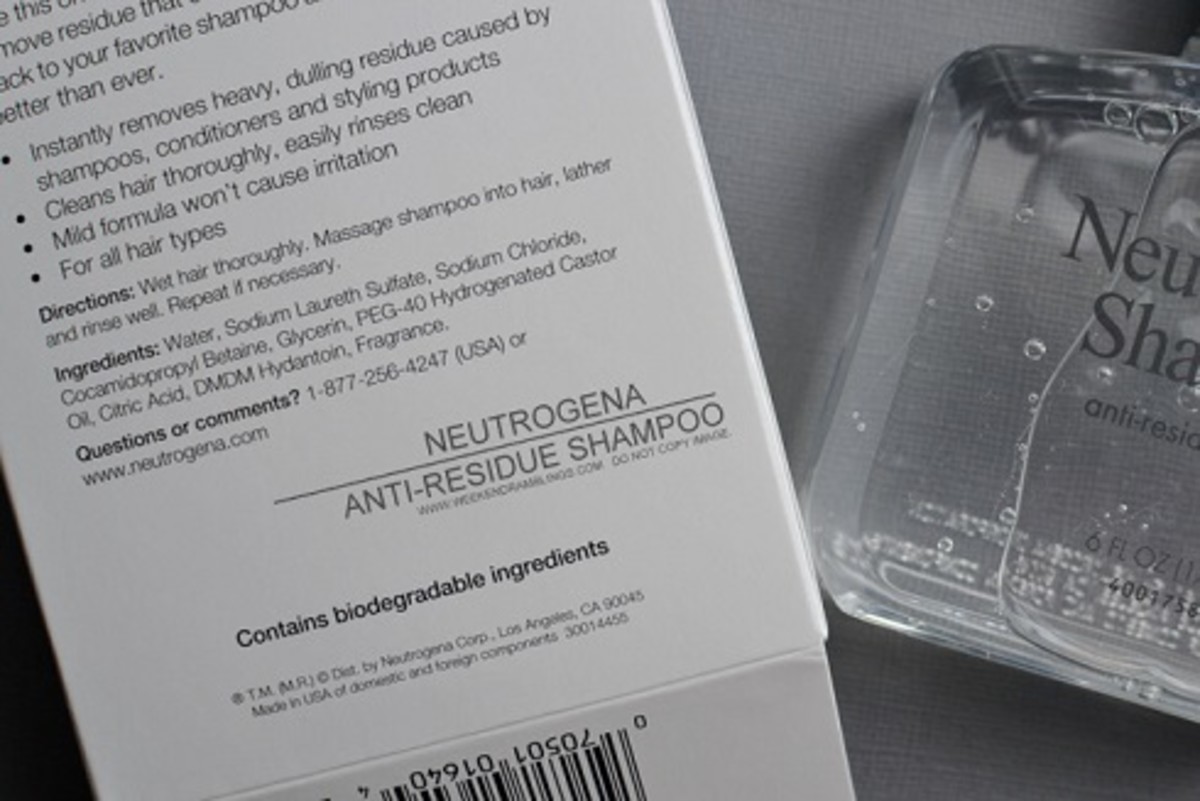 this
move residue that
ack to your favorite shampoo
better than ever.
• Instantly removes heavy, dulling residue caused by
shampoos, conditioners and styling products
• Cleans hair thoroughly, easily rinses clean
• Mild formula won't cause irritation
• For all hair types
Directions: Wet hair thoroughly. Massage shampoo into hair, lather
and rinse well. Repeat if necessary.
Ingredients: Water, Sodium Laureth Sulfate, Sodium Chloride,
Cocamidopropyl Betaine, Glycerin, PEG-40 Hydrogenated Castor
Oil, Citric Acid, DMDM Hydantoin, Fragrance.
Questions or comments? 1-877-256-4247 (USA) or
www.neutrogena.com
NEUTROGENA
ANTI-RESIDUE SHAMPOO
WWW.WEEKENDRAMBLINGS.COM DO NOT COPY IMAGE.
Contains biodegradable ingredients
® T.M. (M.R.) © Dist. by Neutrogena Corp., Los Angeles, CA 90045
Made in USA of domestic and foreign components 30014455
0 70501 01640 4
Neu
Sha
anti-resid
6 FL OZ (1